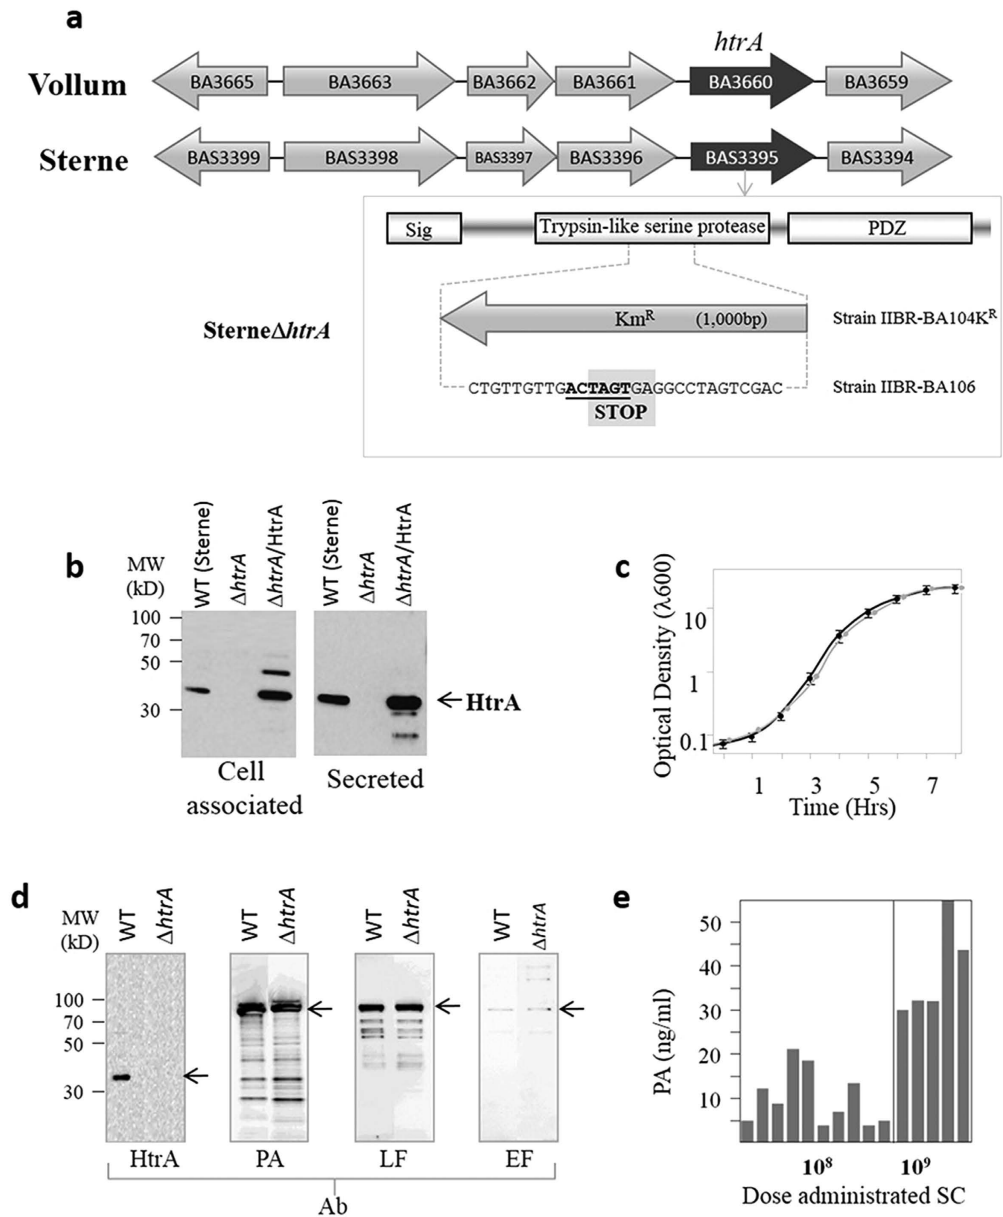 a
htrA
Vollum
BA3665 BA3663 BA3662 BA3661 BA3660 BA3659
Sterne
BAS3399 BAS3398 BAS3397 BAS3396 BAS3395 BAS3394
Sig Trypsin-like serine protease PDZ
SterneΔhtrA
Kmᴿ (1,000bp) Strain IIBR-BA104Kᴿ
CTGTTGTTGACTAGTGAGGCCTAGTCGAC Strain IIBR-BA106
STOP
b
MW
(kD)
WT (Sterne)
ΔhtrA
ΔhtrA/HtrA
WT (Sterne)
ΔhtrA
ΔhtrA/HtrA
100
70
50
30
HtrA
Cell
associated
Secreted
c
Optical Density (λ600)
10
1
0.1
1 3 5 7
Time (Hrs)
d
MW
(kD)
WT
ΔhtrA
WT
ΔhtrA
WT
ΔhtrA
WT
ΔhtrA
100
70
50
30
HtrA PA LF EF
Ab
e
PA (ng/ml)
50
40
30
20
10
10⁸ 10⁹
Dose administrated SC